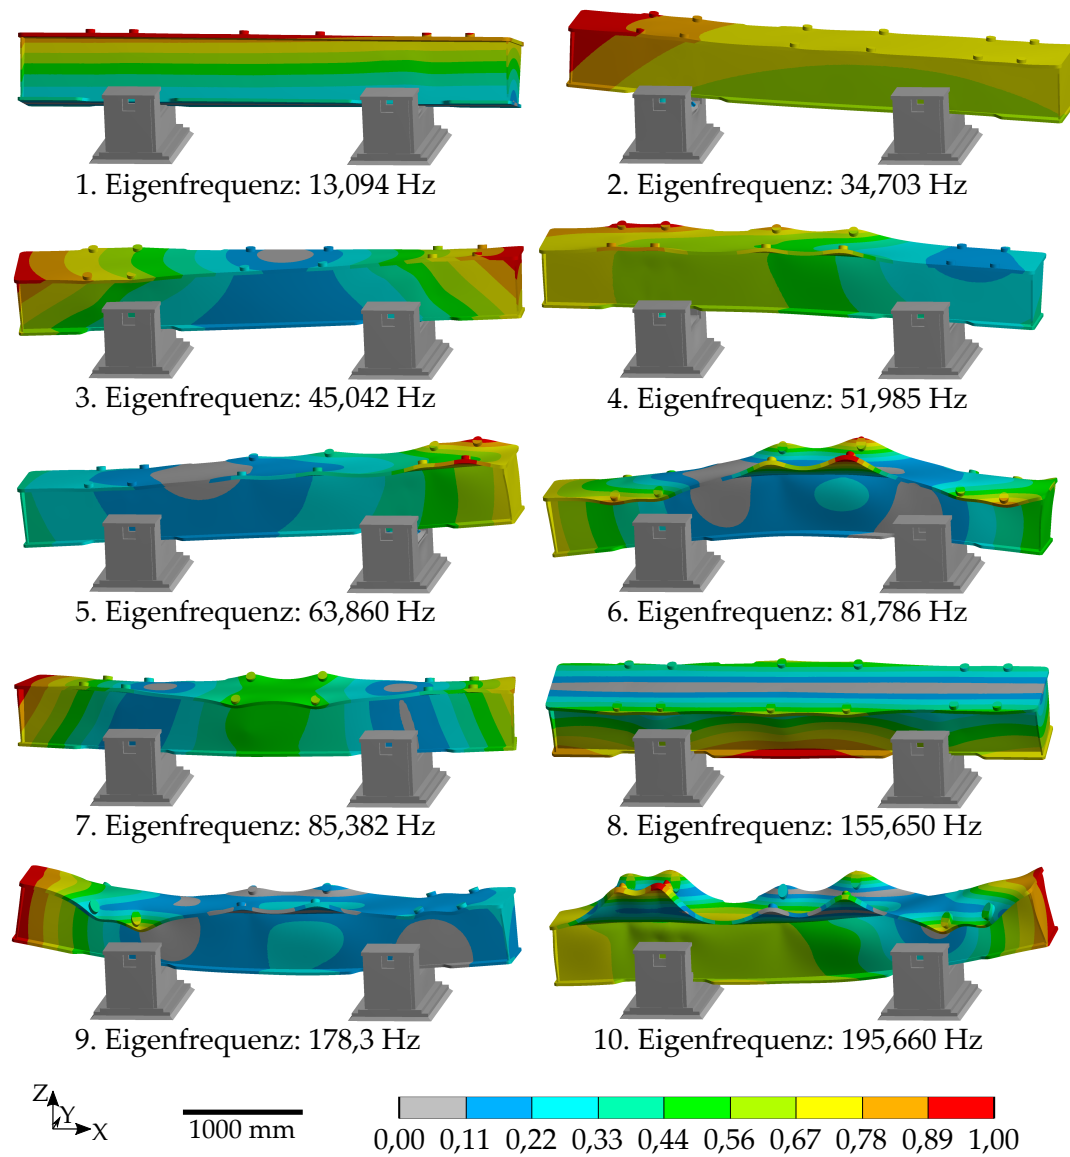 1. Eigenfrequenz: 13,094 Hz
2. Eigenfrequenz: 34,703 Hz
3. Eigenfrequenz: 45,042 Hz
4. Eigenfrequenz: 51,985 Hz
5. Eigenfrequenz: 63,860 Hz
6. Eigenfrequenz: 81,786 Hz
7. Eigenfrequenz: 85,382 Hz
8. Eigenfrequenz: 155,650 Hz
9. Eigenfrequenz: 178,3 Hz
10. Eigenfrequenz: 195,660 Hz
Z
Y
X
1000 mm
0,00 0,11 0,22 0,33 0,44 0,56 0,67 0,78 0,89 1,00